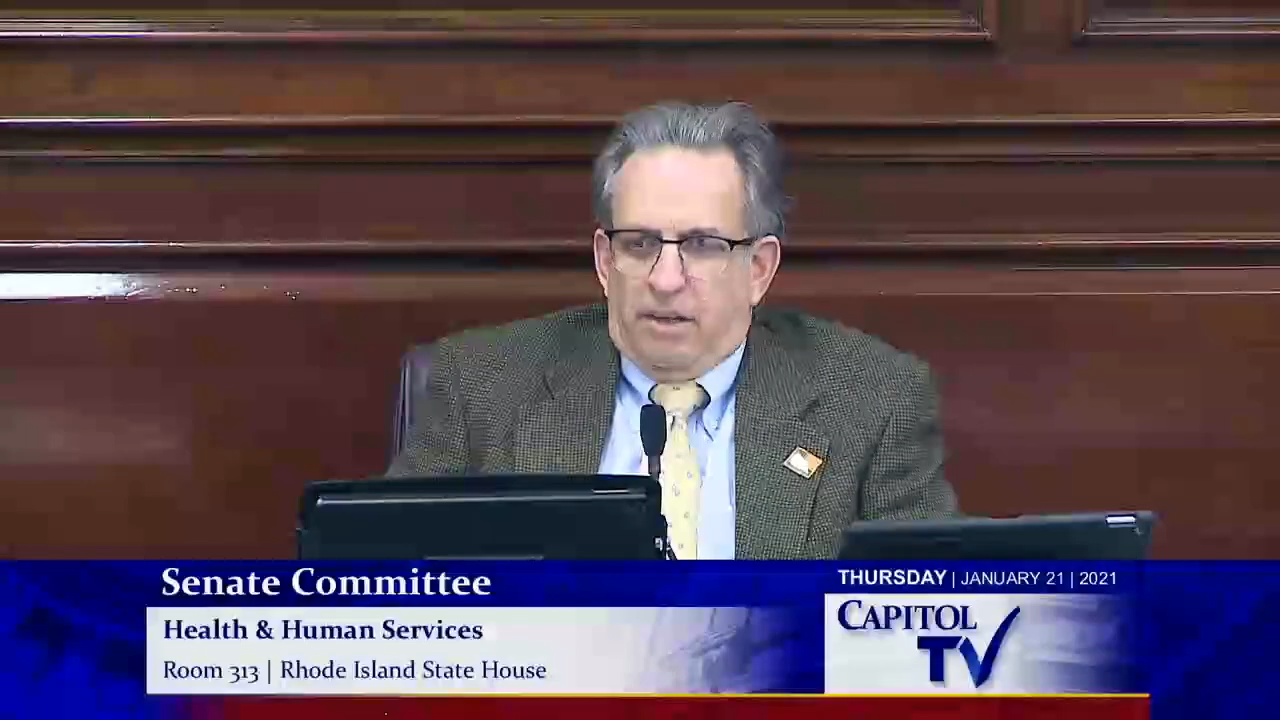 Senate Committee
Health & Human Services
Room 313 | Rhode Island State House
THURSDAY | JANUARY 21 | 2021
CAPITOL
TV